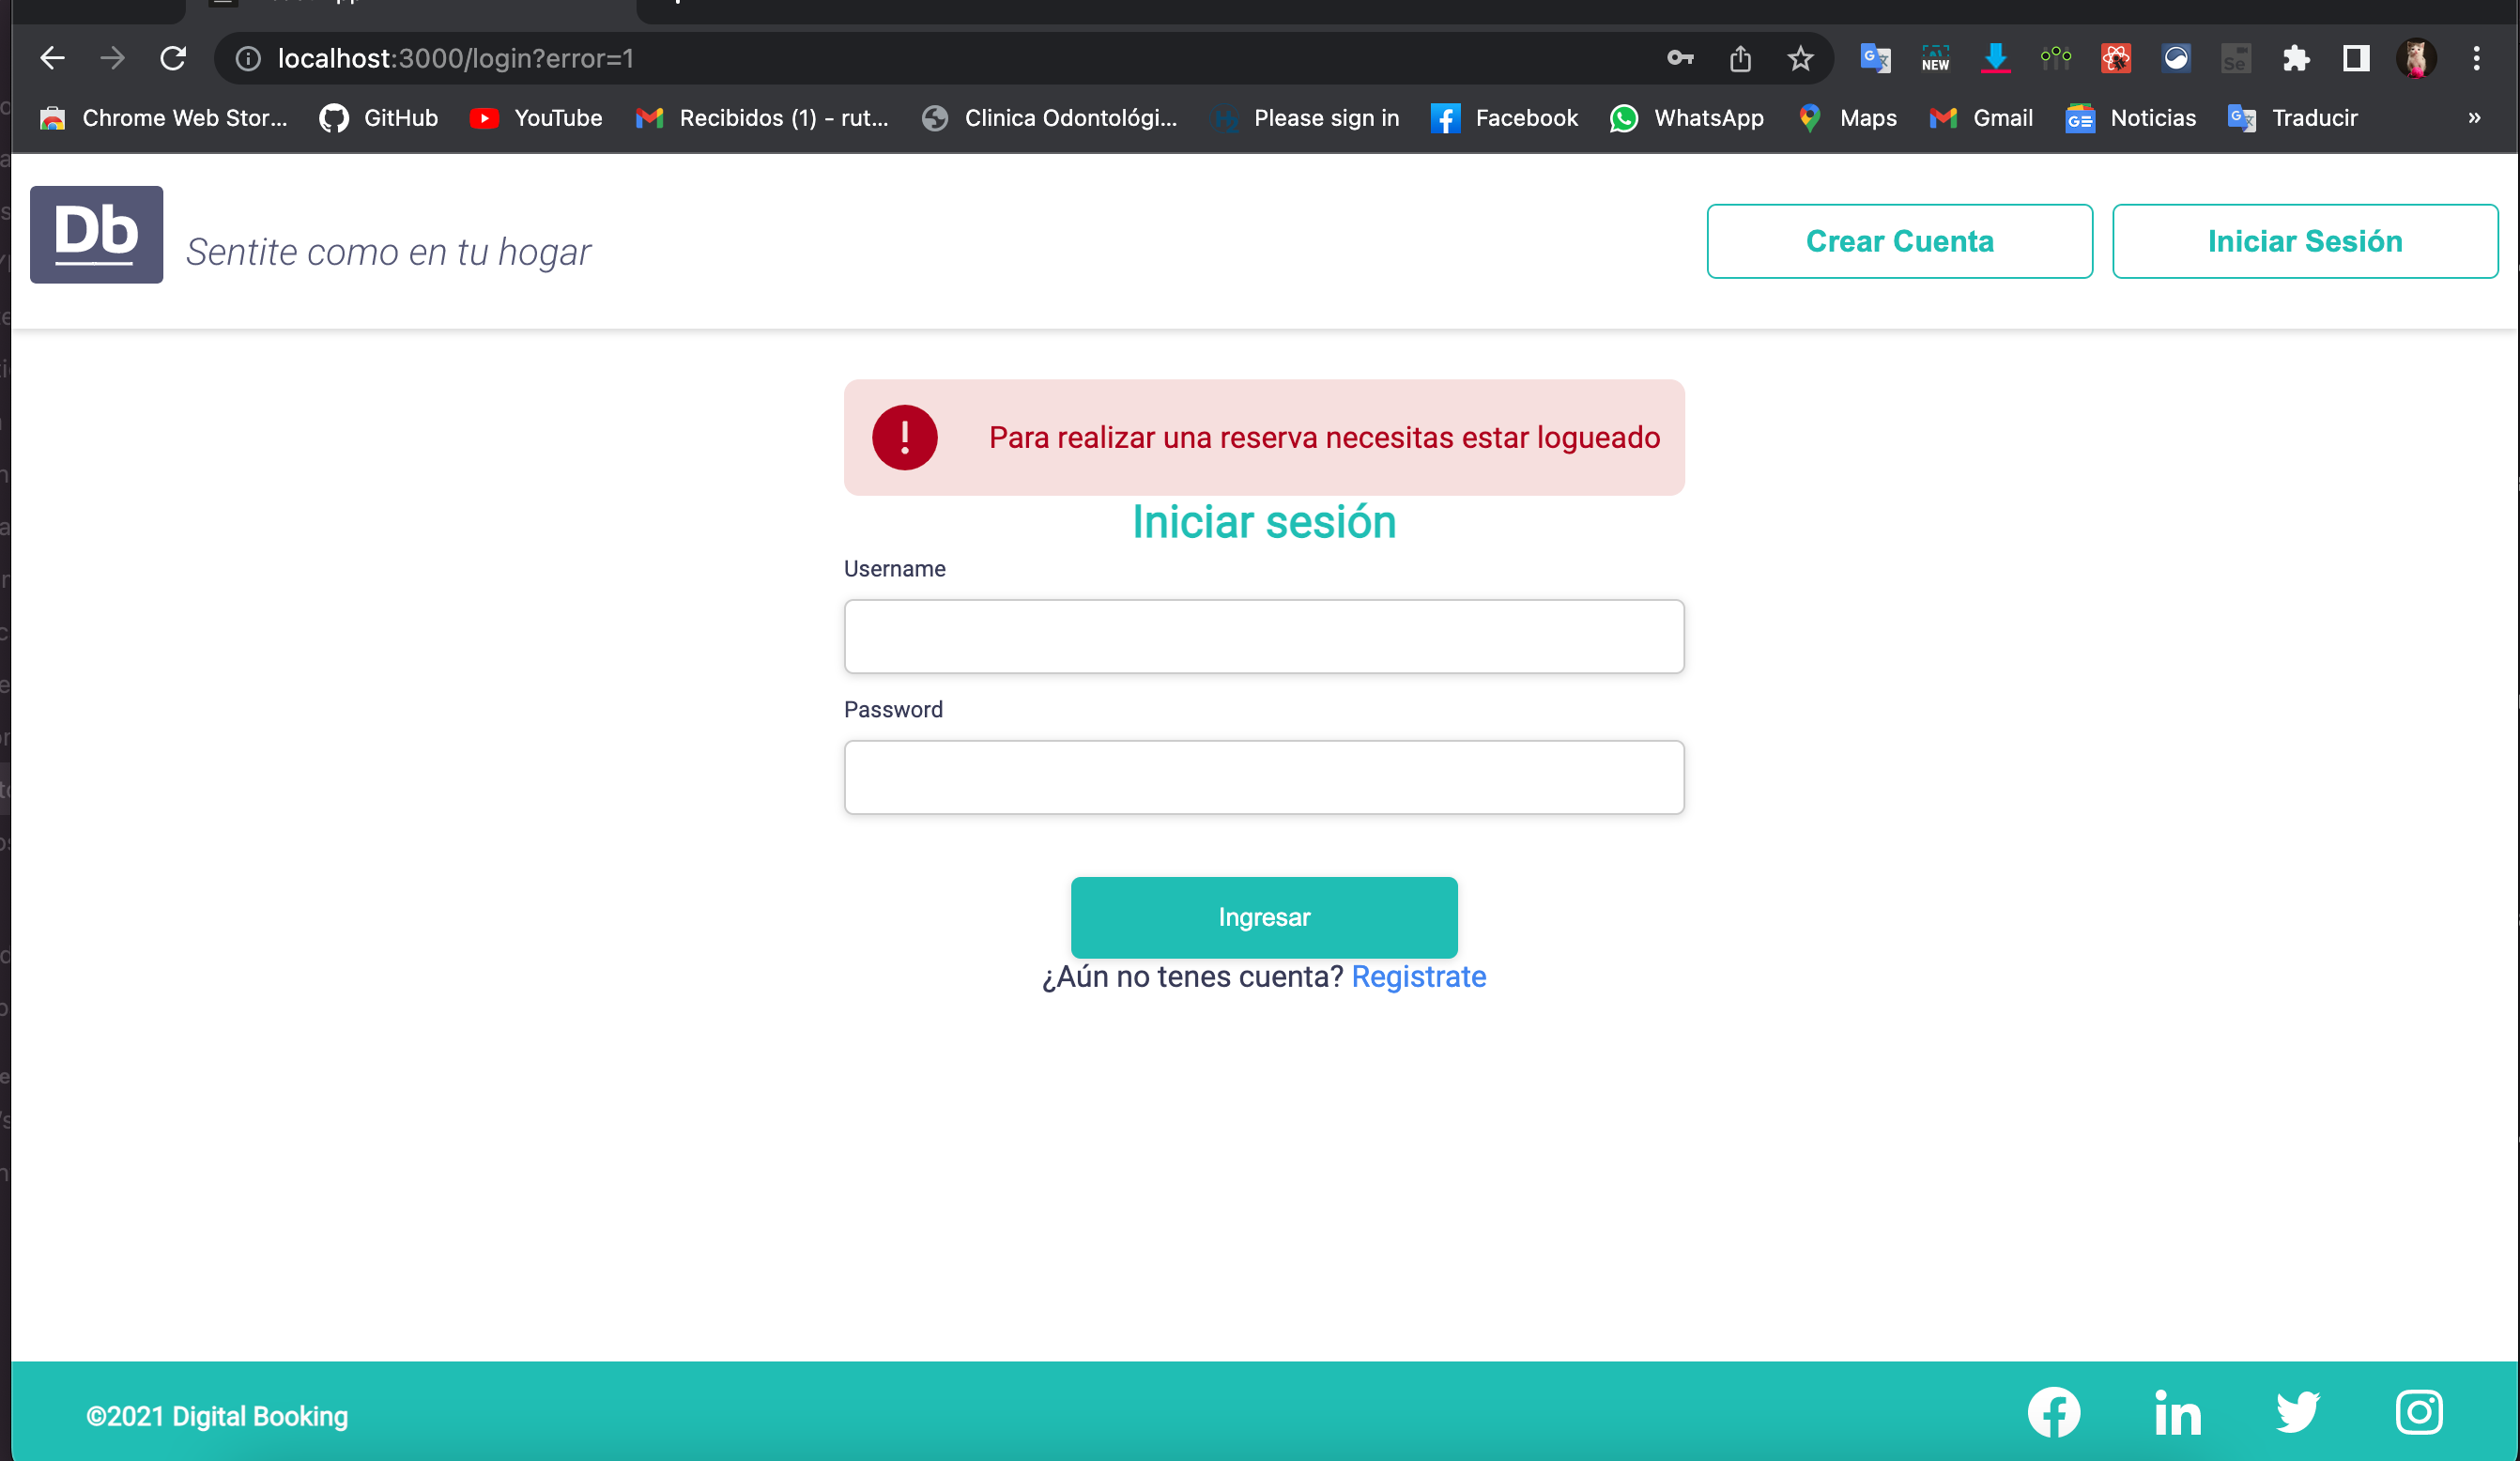 localhost:3000/login?error=1
NEW
Se
Chrome Web Stor...
GitHub
YouTube
Recibidos (1) - rut...
Clinica Odontológi...
Please sign in
Facebook
WhatsApp
Maps
Gmail
Noticias
Traducir
»
Db
Sentite como en tu hogar
Crear Cuenta
Iniciar Sesión
Para realizar una reserva necesitas estar logueado
Iniciar sesión
Username
Password
Ingresar
¿Aún no tenes cuenta? Registrate
©2021 Digital Booking